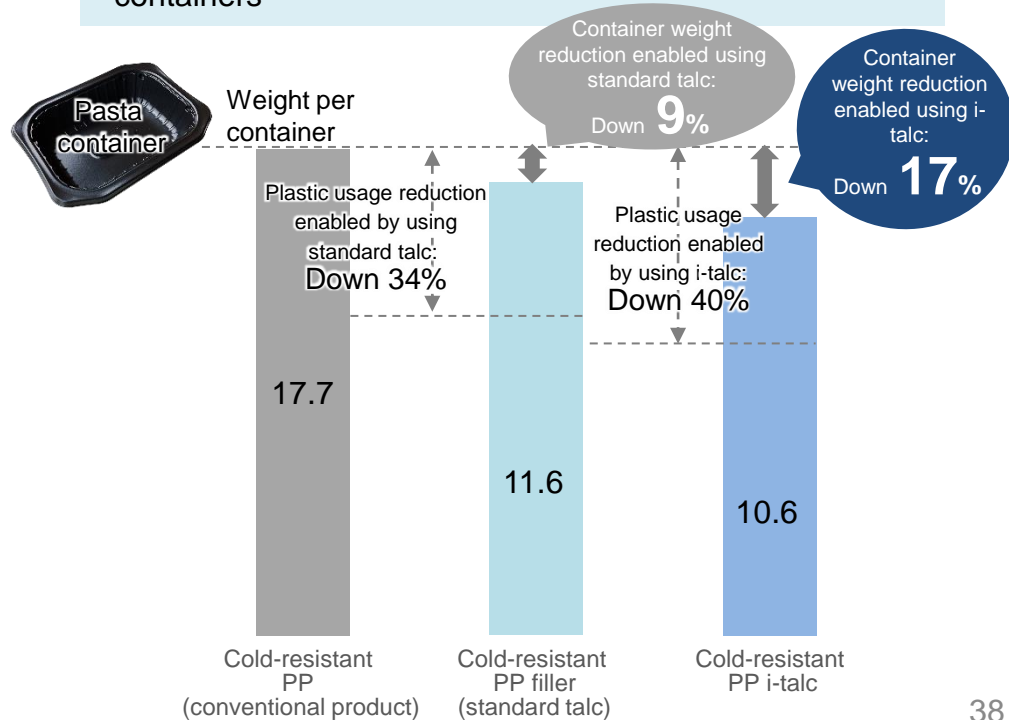 containers
Container weight
reduction enabled using
standard talc:
Down 9%
Container
weight reduction
enabled using i-
talc:
Down 17%
Pasta
container
Weight per
container
Plastic usage reduction
enabled by using
standard talc:
Down 34%
Plastic usage
reduction enabled
by using i-talc:
Down 40%
17.7
11.6
10.6
Cold-resistant
PP
(conventional product)
Cold-resistant
PP filler
(standard talc)
Cold-resistant
PP i-talc
38